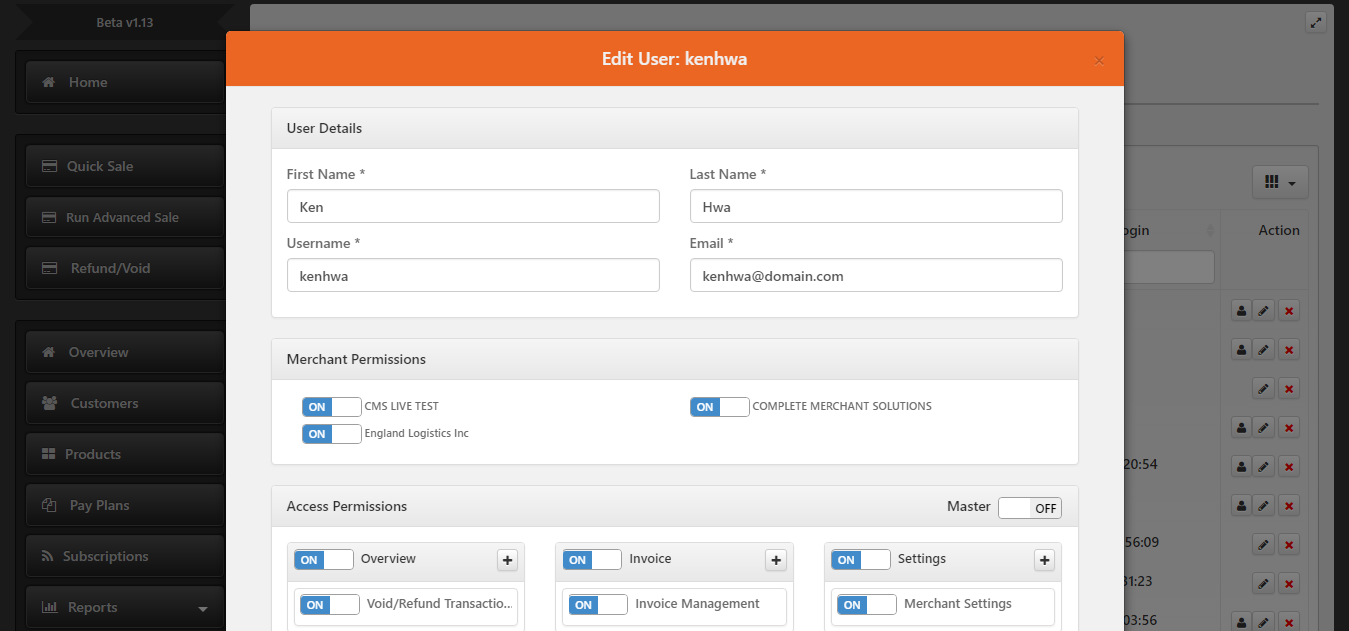 Beta v1.13
Home
Quick Sale
Run Advanced Sale
Refund/Void
Overview
Customers
Products
Pay Plans
Subscriptions
Reports
Edit User: kenhwa
×
User Details
First Name *
Last Name *
Ken
Hwa
Username *
Email *
kenhwa
kenhwa@domain.com
Merchant Permissions
ON CMS LIVE TEST
ON COMPLETE MERCHANT SOLUTIONS
ON England Logistics Inc
Access Permissions
Master OFF
ON Overview +
ON Invoice +
ON Settings +
ON Void/Refund Transactio...
ON Invoice Management
ON Merchant Settings
ogin
Action
20:54
56:09
31:23
03:56